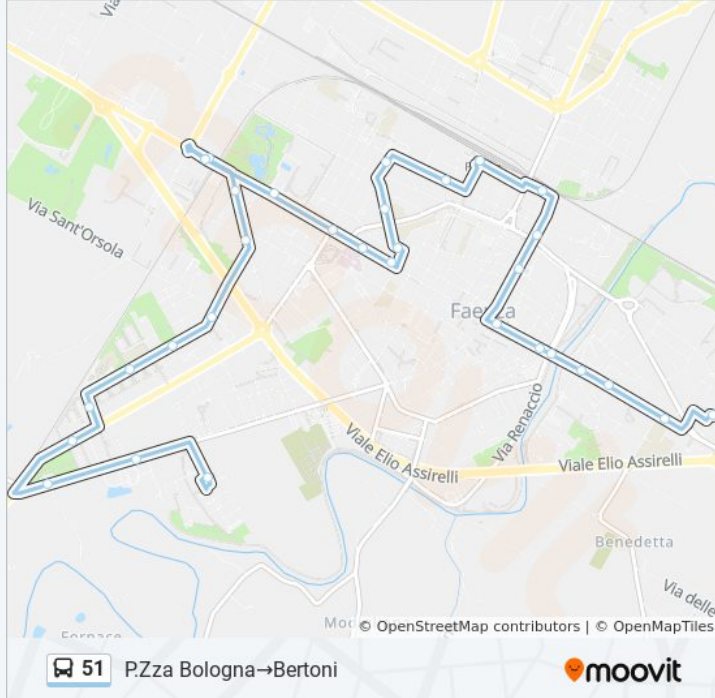 Via Sant'Orsola
Faenza
Via Renaccio
Viale Elio Assirelli
Viale Elio Assirelli
Benedetta
Via delle
Fornace
© OpenStreetMap contributors | © OpenMapTiles
51 P.Zza Bologna→Bertoni
moovit